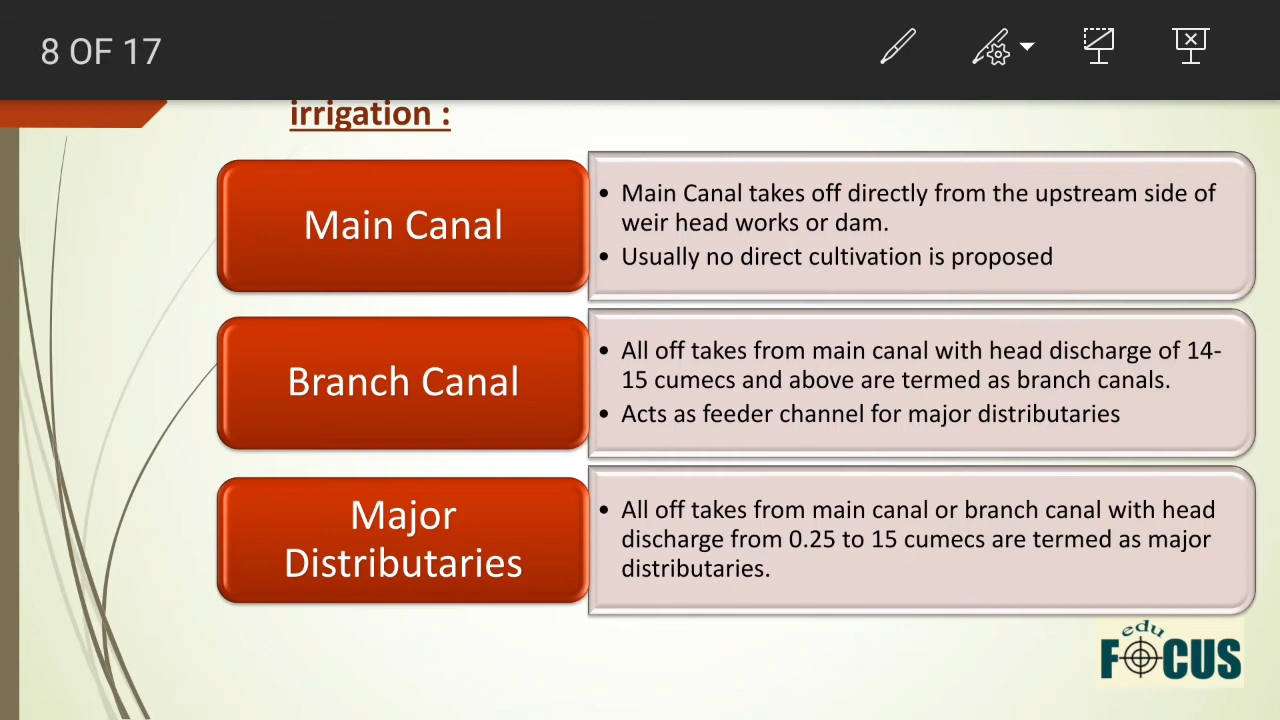 8 OF 17
irrigation :
Main Canal
• Main Canal takes off directly from the upstream side of
weir head works or dam.
• Usually no direct cultivation is proposed
Branch Canal
• All off takes from main canal with head discharge of 14-
15 cumecs and above are termed as branch canals.
• Acts as feeder channel for major distributaries
Major
Distributaries
• All off takes from main canal or branch canal with head
discharge from 0.25 to 15 cumecs are termed as major
distributaries.
edu
FOCUS